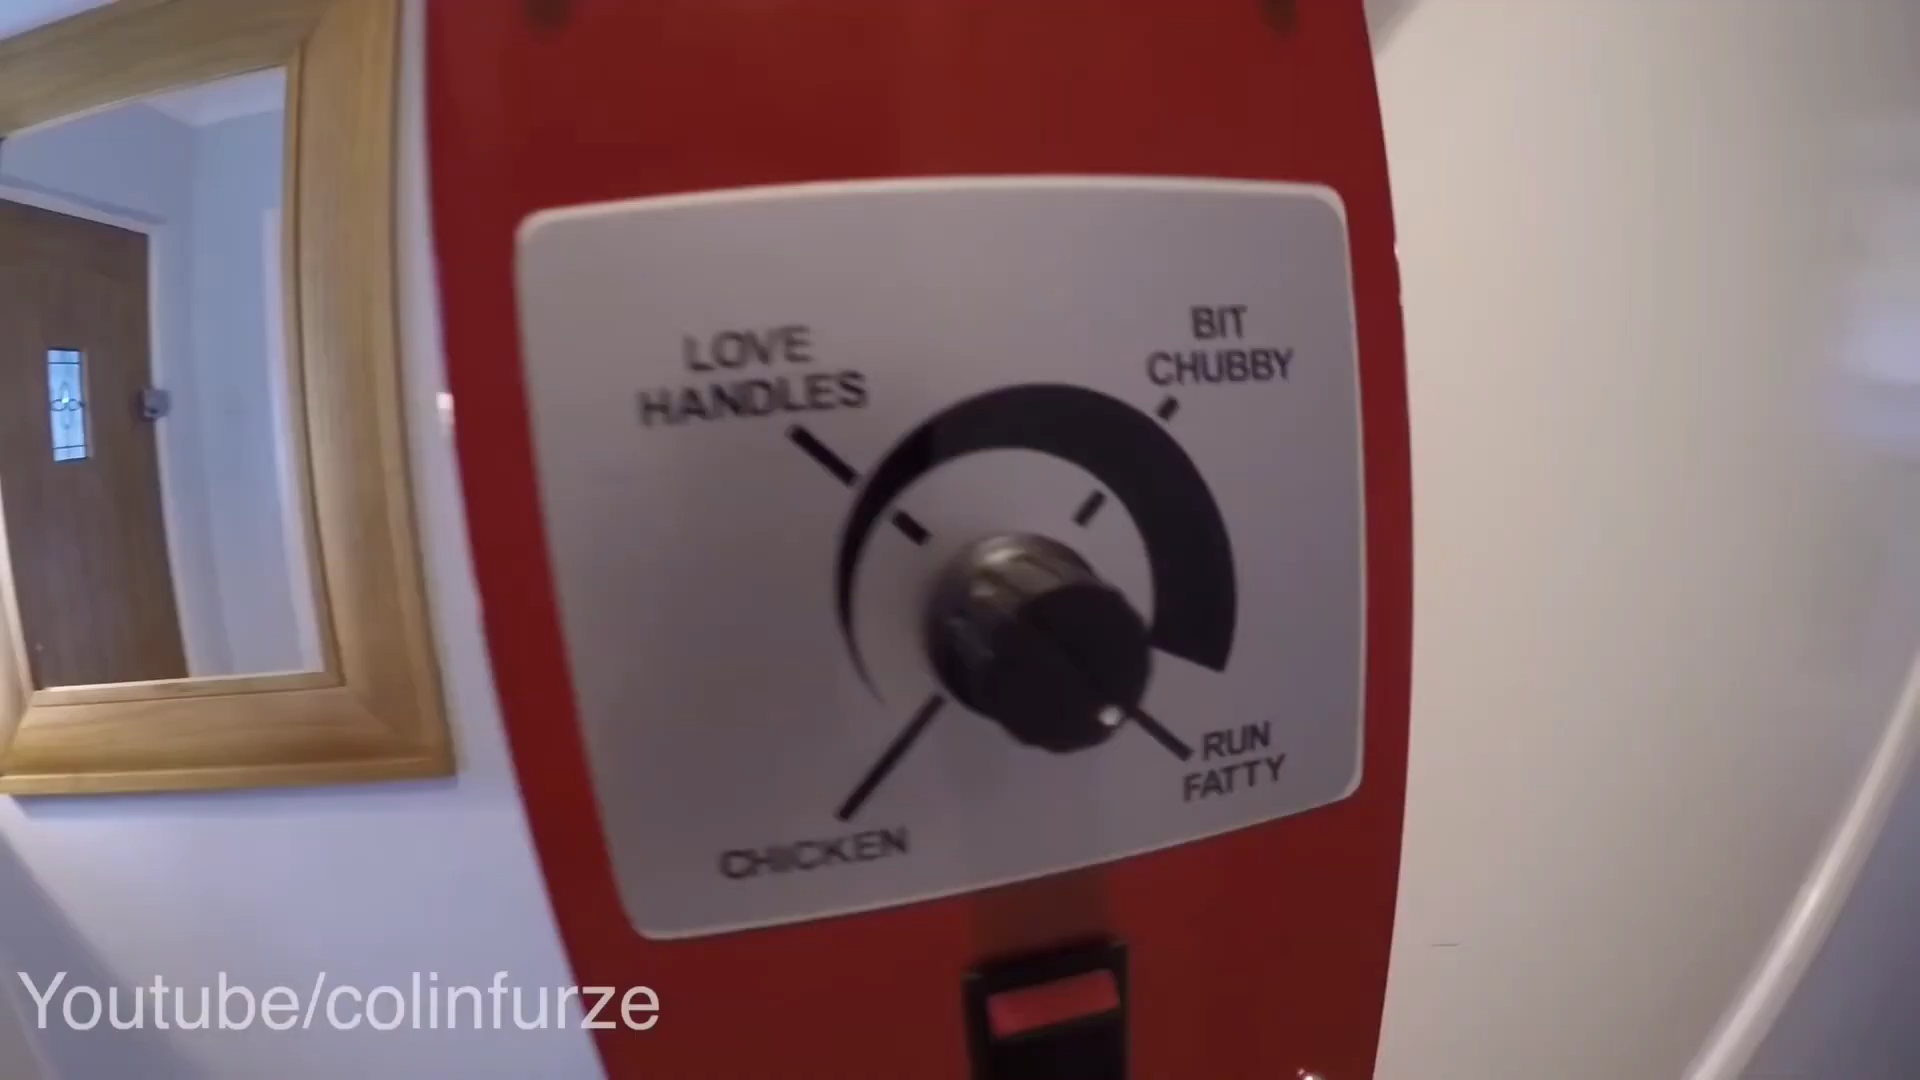 LOVE
HANDLES
BIT
CHUBBY
RUN
FATTY
CHICKEN
Youtube/colinfurze